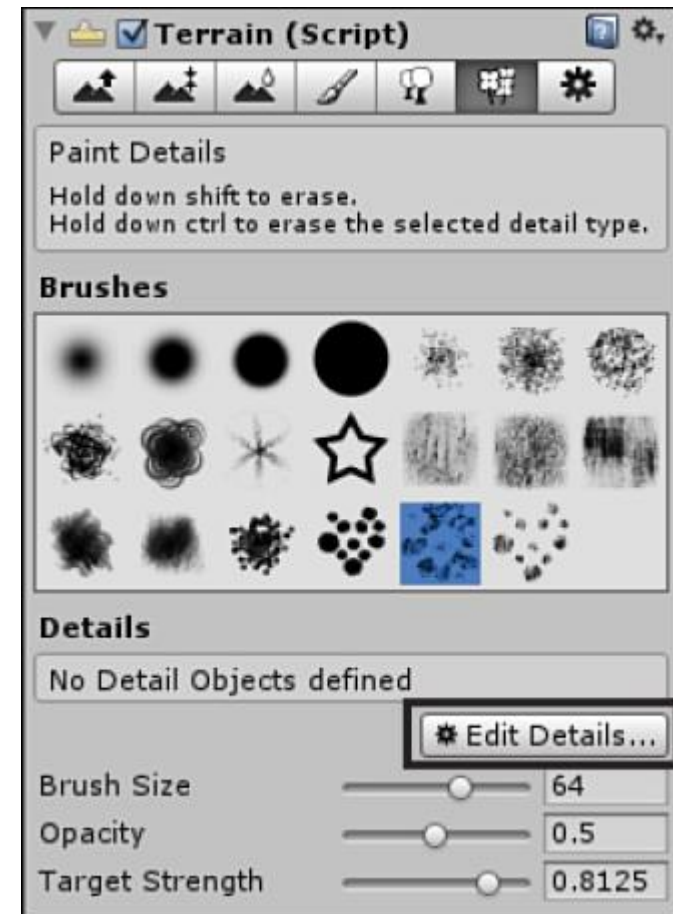 Terrain (Script)
Paint Details
Hold down shift to erase.
Hold down ctrl to erase the selected detail type.
Brushes
Details
No Detail Objects defined
Edit Details...
Brush Size 64
Opacity 0.5
Target Strength 0.8125